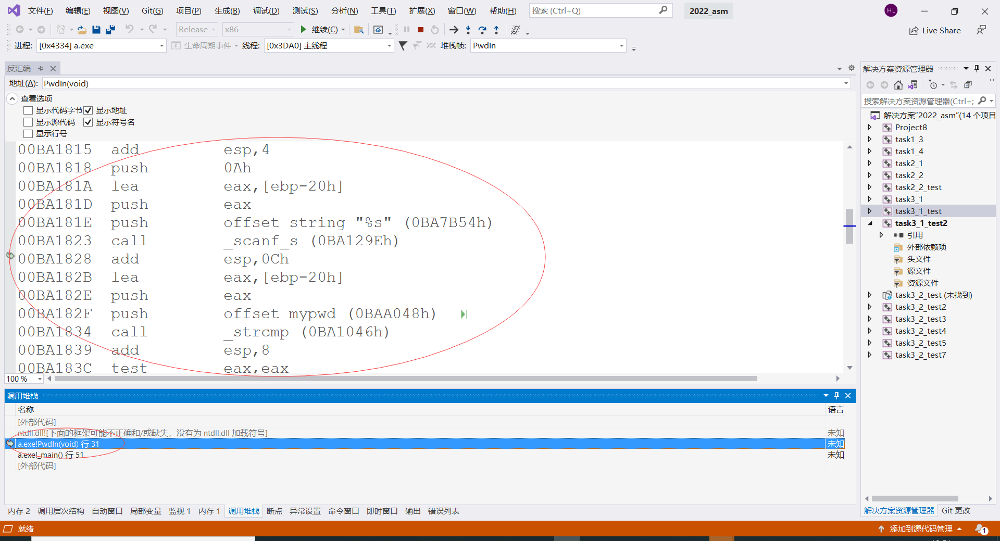 文件(F) 编辑(E) 视图(V) Git(G) 项目(P) 生成(B) 调试(D) 测试(S) 分析(N) 工具(T) 扩展(X) 窗口(W) 帮助(H) 搜索 (Ctrl+Q) 2022_asm HL
Release x86 继续(C) Live Share
进程: [0x4334] a.exe 生命周期事件 线程: [0x3DA0] 主线程 堆栈帧: PwdIn
反汇编
地址(A): PwdIn(void)
查看选项
显示代码字节 显示地址
显示源代码 显示符号名
显示行号
00BA1815 add esp,4
00BA1818 push 0Ah
00BA181A lea eax,[ebp-20h]
00BA181D push eax
00BA181E push offset string "%s" (0BA7B54h)
00BA1823 call _scanf_s (0BA129Eh)
00BA1828 add esp,0Ch
00BA182B lea eax,[ebp-20h]
00BA182E push eax
00BA182F push offset mypwd (0BAA048h)
00BA1834 call _strcmp (0BA1046h)
00BA1839 add esp,8
00BA183C test eax,eax
100 %
调用堆栈
名称 语言
[外部代码]
ntdll.dll![下面的框架可能不正确和/或缺失，没有为 ntdll.dll 加载符号] 未知
a.exe!PwdIn(void) 行 31 未知
a.exe!_main() 行 51 未知
[外部代码]
内存 2 调用层次结构 自动窗口 局部变量 监视 1 内存 1 调用堆栈 断点 异常设置 命令窗口 即时窗口 输出 错误列表
解决方案资源管理器
搜索解决方案资源管理器(Ctrl+;
解决方案"2022_asm"(14 个项目
Project8
task1_3
task1_4
task2_1
task2_2
task2_2_test
task3_1
task3_1_test
task3_1_test2
引用
外部依赖项
头文件
源文件
资源文件
task3_2_test (未找到)
task3_2_test2
task3_2_test3
task3_2_test4
task3_2_test5
task3_2_test7
解决方案资源管理器 Git 更改
就绪 添加到源代码管理 1